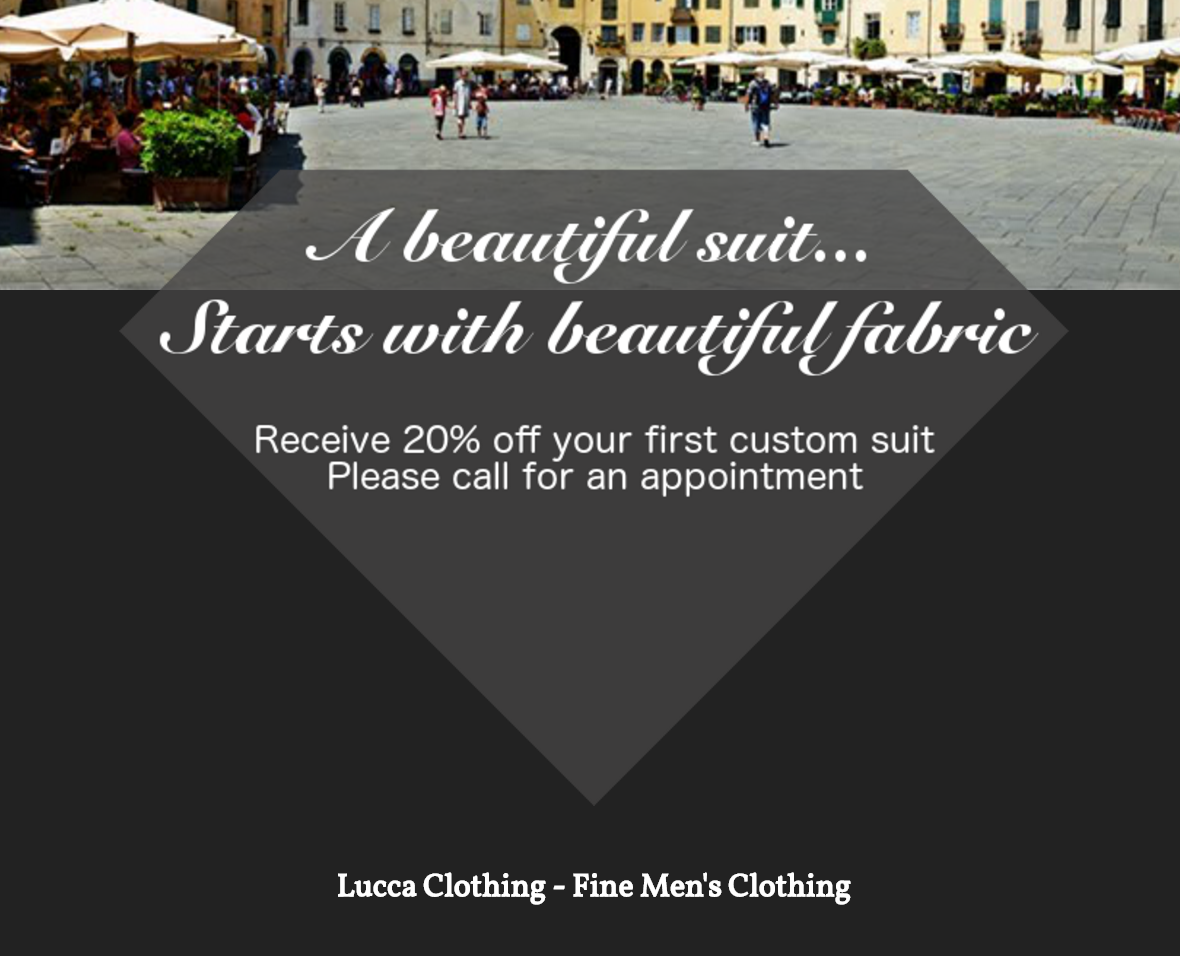 A beautiful suit...
Starts with beautiful fabric
Receive 20% off your first custom suit
Please call for an appointment
Lucca Clothing - Fine Men's Clothing